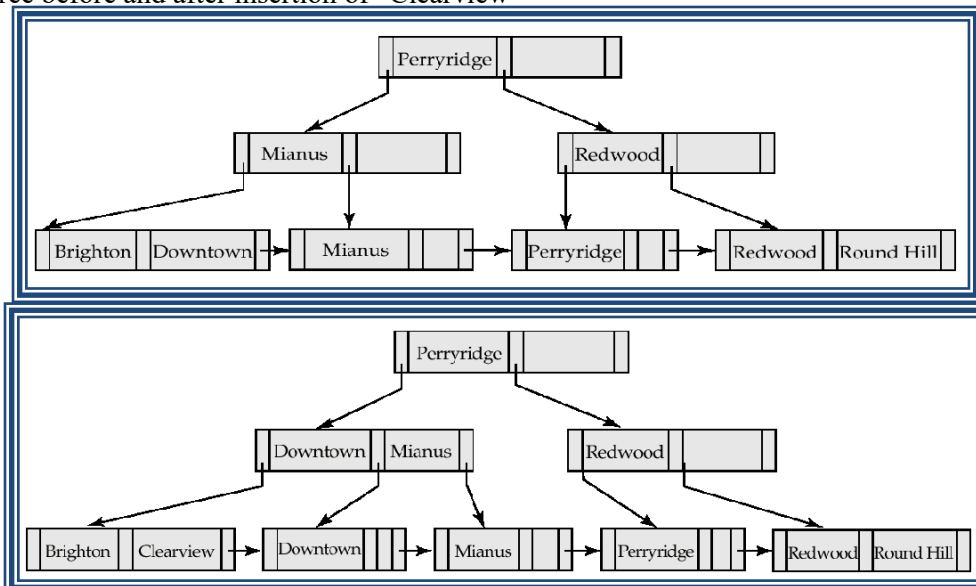 ree before and after insertion of "Clearview"
Perryridge
Mianus Redwood
Brighton Downtown Mianus Perryridge Redwood Round Hill
Perryridge
Downtown Mianus Redwood
Brighton Clearview Downtown Mianus Perryridge Redwood Round Hill